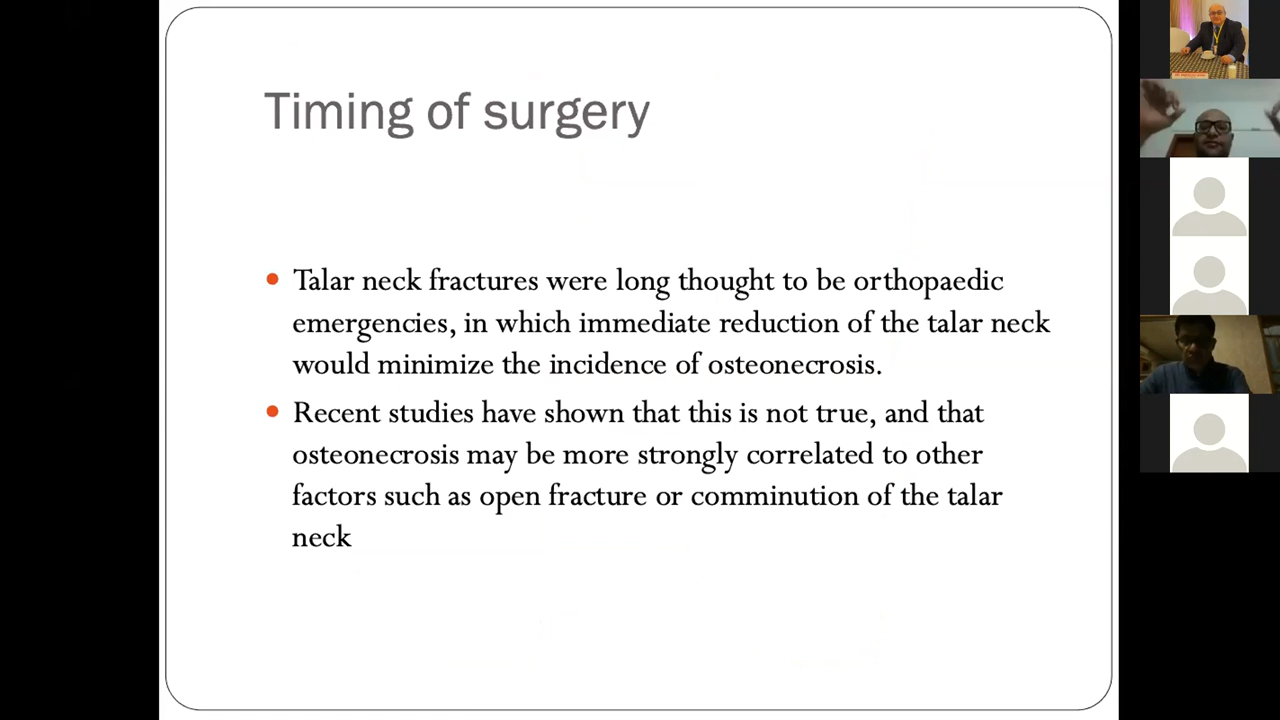 Timing of surgery
Talar neck fractures were long thought to be orthopaedic
emergencies, in which immediate reduction of the talar neck
would minimize the incidence of osteonecrosis.
Recent studies have shown that this is not true, and that
osteonecrosis may be more strongly correlated to other
factors such as open fracture or comminution of the talar
neck